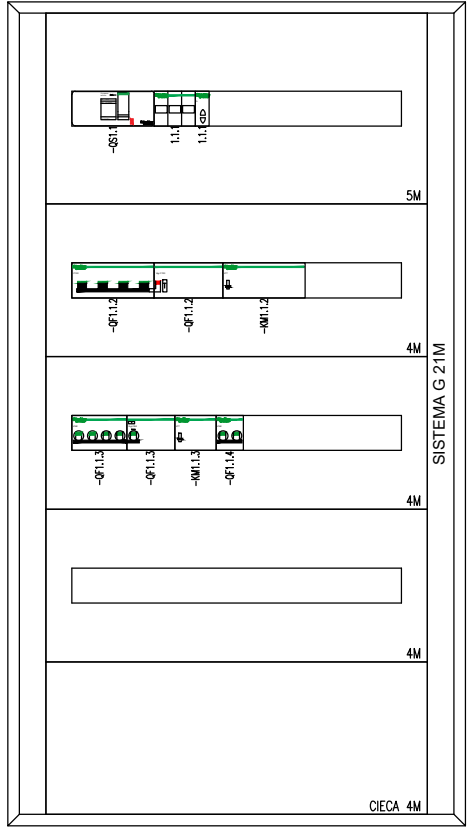 -QS1.1
1.1.1
1.1.1
5M
-QF1.1.2
-QF1.1.2
-KM1.1.2
4M
SISTEMA G 21M
-QF1.1.3
-QF1.1.3
-KM1.1.3
-QF1.1.4
4M
4M
CIECA 4M